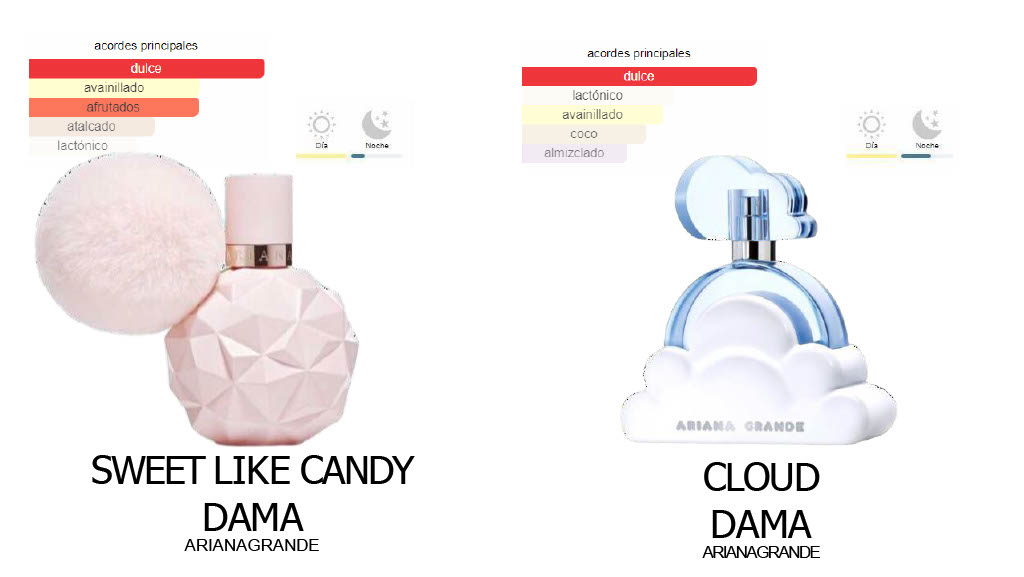 acordes principales
dulce
avainillado
afrutados
atalcado
lactónico
Día
Noche
SWEET LIKE CANDY
DAMA
ARIANAGRANDE
acordes principales
dulce
lactónico
avainillado
coco
almizclado
Día
Noche
ARIANA GRANDE
CLOUD
DAMA
ARIANAGRANDE